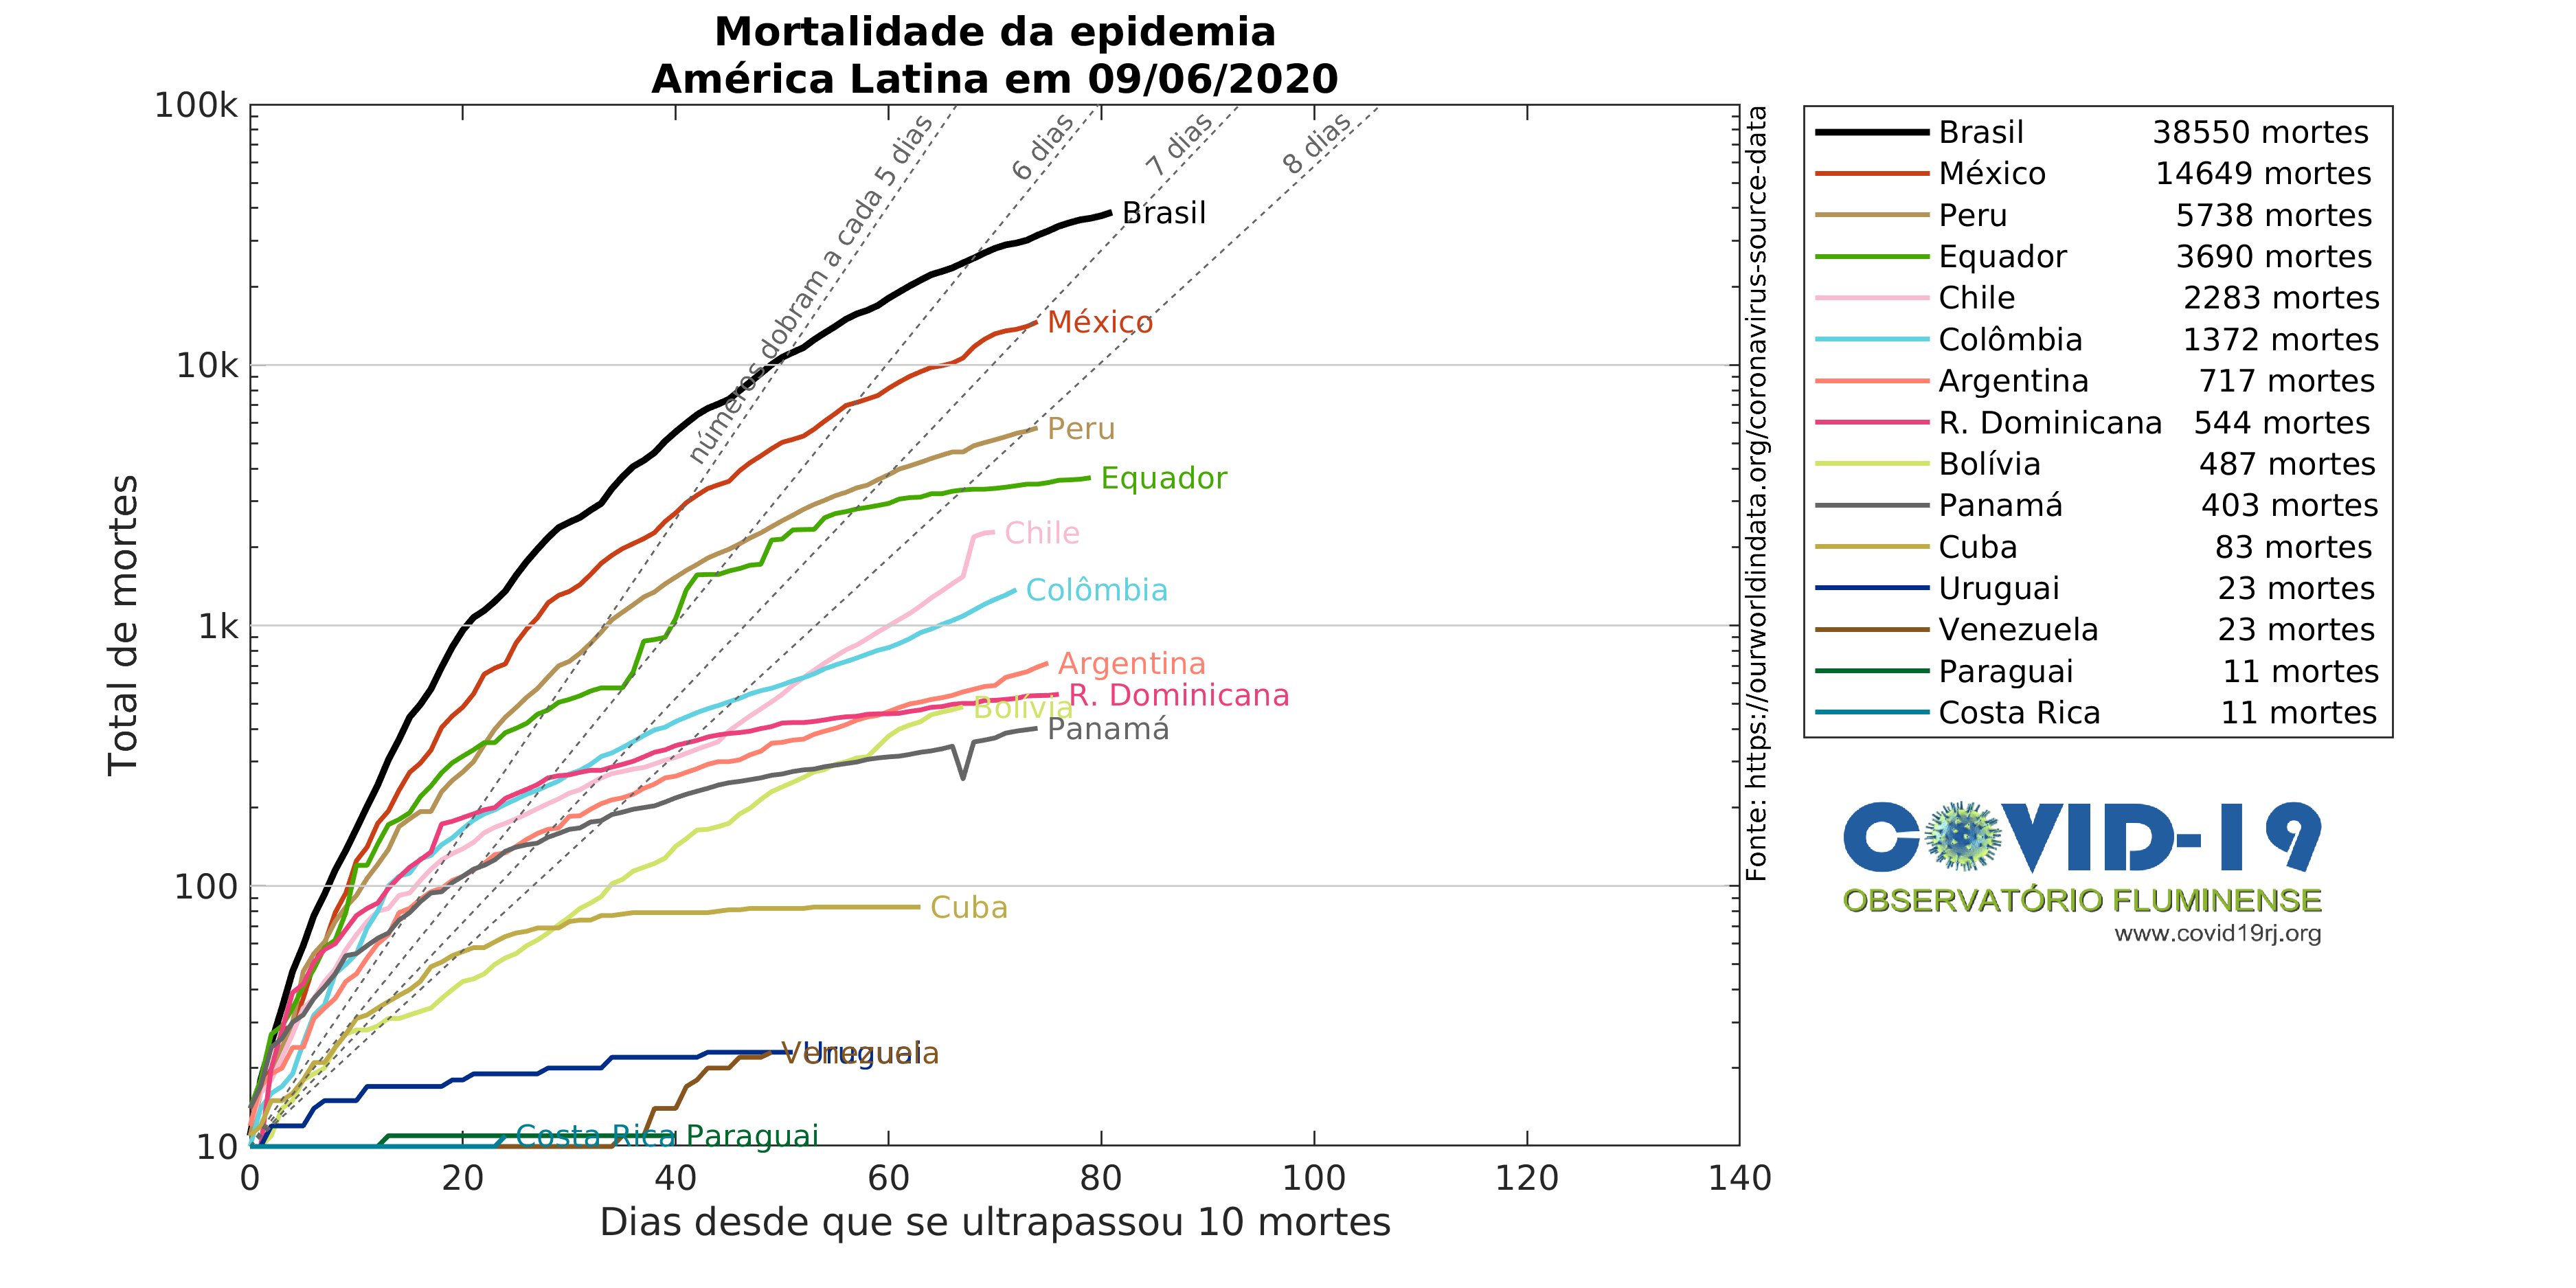 Mortalidade da epidemia
América Latina em 09/06/2020
Total de mortes
100k
10k
1k
100
10
0 20 40 60 80 100 120 140
Dias desde que se ultrapassou 10 mortes
números dobram a cada 5 dias
6 dias
7 dias
8 dias
Brasil
México
Peru
Equador
Chile
Colômbia
Argentina
R. Dominicana
Bolívia
Panamá
Cuba
Uruguai
Venezuela
Costa Rica
Paraguai
Fonte: https://ourworldindata.org/coronavirus-source-data
Brasil 38550 mortes
México 14649 mortes
Peru 5738 mortes
Equador 3690 mortes
Chile 2283 mortes
Colômbia 1372 mortes
Argentina 717 mortes
R. Dominicana 544 mortes
Bolívia 487 mortes
Panamá 403 mortes
Cuba 83 mortes
Uruguai 23 mortes
Venezuela 23 mortes
Paraguai 11 mortes
Costa Rica 11 mortes
COVID-19
OBSERVATÓRIO FLUMINENSE
www.covid19rj.org